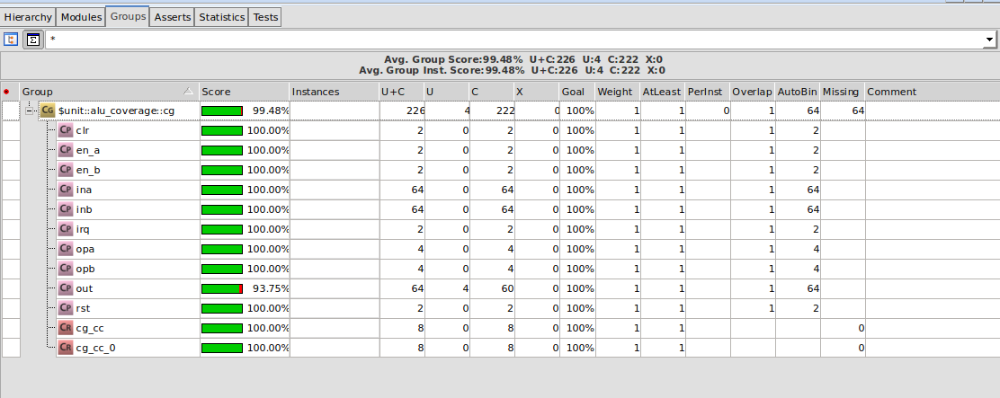 Hierarchy Modules Groups Asserts Statistics Tests
Σ *
Avg. Group Score:99.48% U+C:226 U:4 C:222 X:0
Avg. Group Inst. Score:99.48% U+C:226 U:4 C:222 X:0
Group Score Instances U+C U C X Goal Weight AtLeast PerInst Overlap AutoBin Missing Comment
CG $unit::alu_coverage::cg 99.48% 226 4 222 0 100% 1 1 0 1 64 64
CP clr 100.00% 2 0 2 0 100% 1 1 1 2
CP en_a 100.00% 2 0 2 0 100% 1 1 1 2
CP en_b 100.00% 2 0 2 0 100% 1 1 1 2
CP ina 100.00% 64 0 64 0 100% 1 1 1 64
CP inb 100.00% 64 0 64 0 100% 1 1 1 64
CP irq 100.00% 2 0 2 0 100% 1 1 1 2
CP opa 100.00% 4 0 4 0 100% 1 1 1 4
CP opb 100.00% 4 0 4 0 100% 1 1 1 4
CP out 93.75% 64 4 60 0 100% 1 1 1 64
CP rst 100.00% 2 0 2 0 100% 1 1 1 2
CR cg_cc 100.00% 8 0 8 0 100% 1 1 0
CR cg_cc_0 100.00% 8 0 8 0 100% 1 1 0